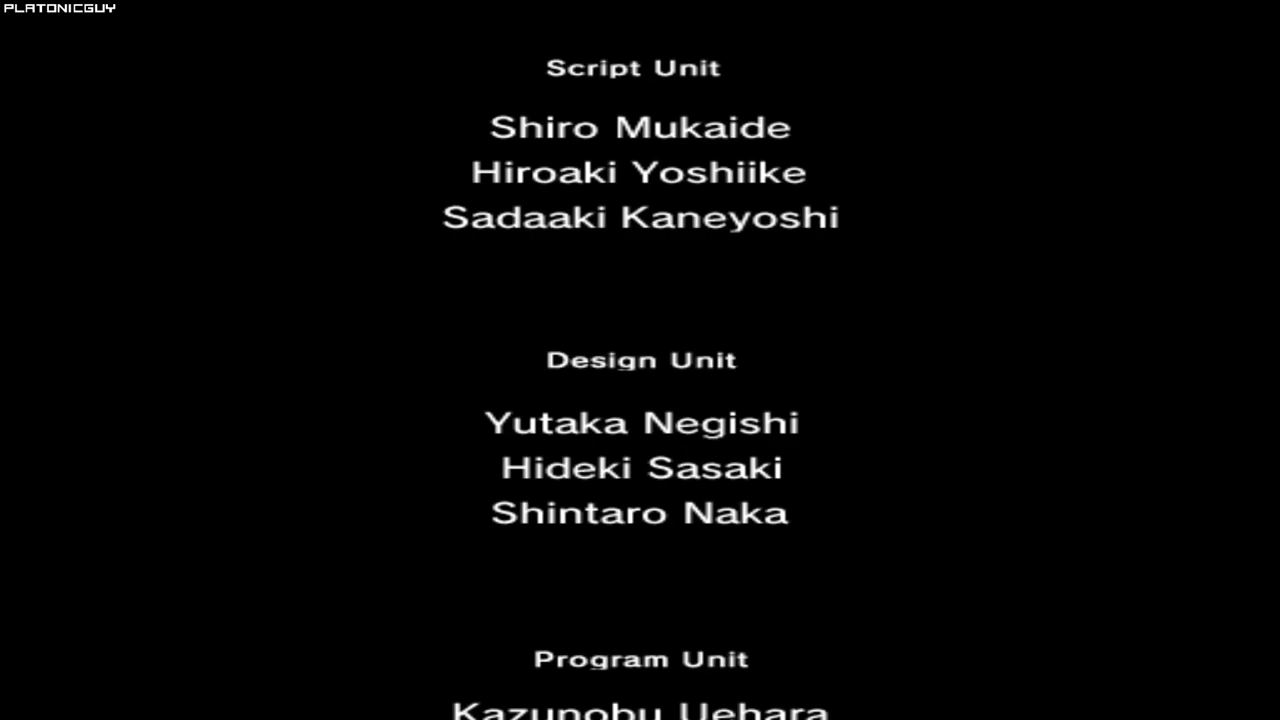 PLATONICGUY
Script Unit
Shiro Mukaide
Hiroaki Yoshiike
Sadaaki Kaneyoshi
Design Unit
Yutaka Negishi
Hideki Sasaki
Shintaro Naka
Program Unit
Kazunobu Uehara